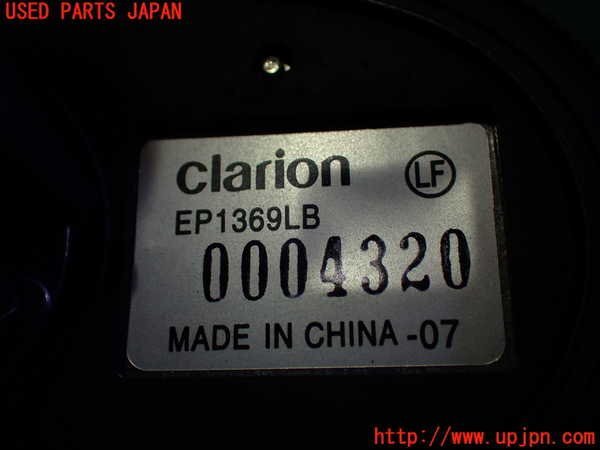 USED PARTS JAPAN
Clarion LF
EP1369LB
0004320
MADE IN CHINA -07
http://www.upjpn.com/